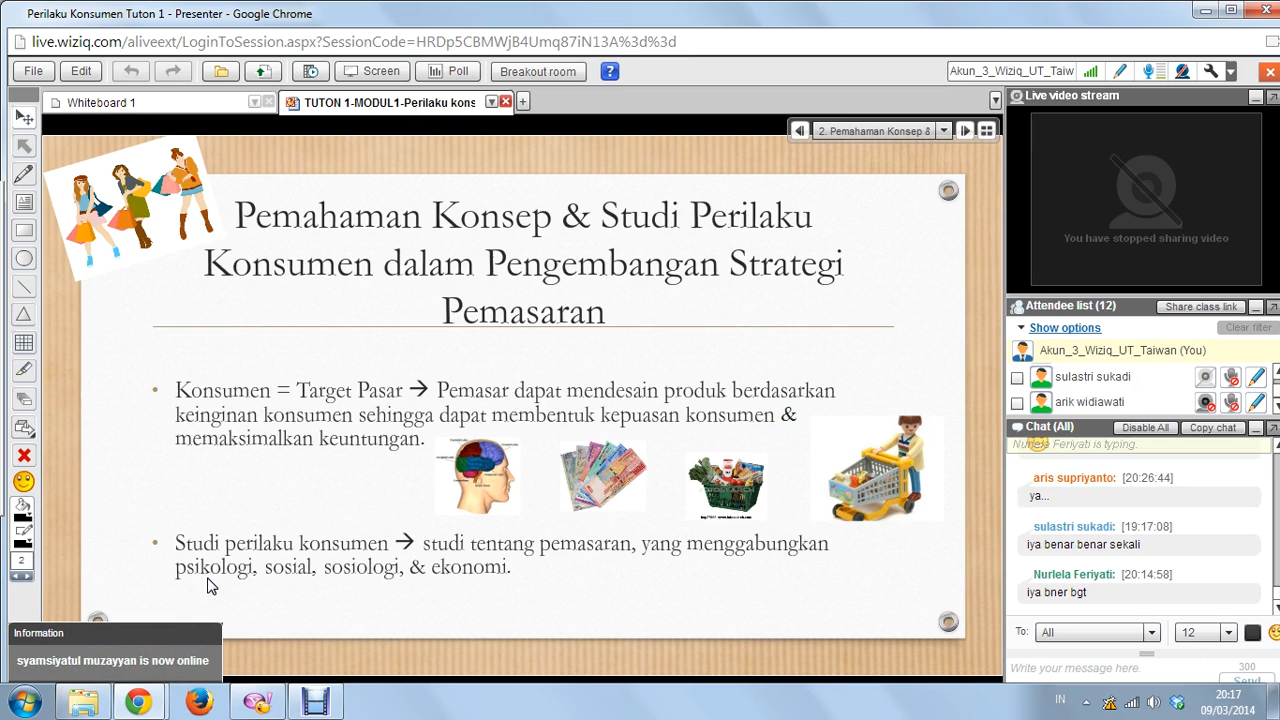 Perilaku Konsumen Tuton 1 - Presenter - Google Chrome
live.wiziq.com/aliveext/LoginToSession.aspx?SessionCode=HRDp5CBMWjB4Umq87iN13A%3d%3d
File Edit Screen Poll Breakout room ? Akun_3_Wiziq_UT_Taiw
Whiteboard 1 TUTON 1-MODUL1-Perilaku kons
2. Pemahaman Konsep &
Pemahaman Konsep & Studi Perilaku
Konsumen dalam Pengembangan Strategi
Pemasaran
• Konsumen = Target Pasar → Pemasar dapat mendesain produk berdasarkan
keinginan konsumen sehingga dapat membentuk kepuasan konsumen &
memaksimalkan keuntungan.
• Studi perilaku konsumen → studi tentang pemasaran, yang menggabungkan
psikologi, sosial, sosiologi, & ekonomi.
2
Information
syamsiyatul muzayyan is now online
Live video stream
You have stopped sharing video
Attendee list (12) Share class link
Show options Clear filter
Akun_3_Wiziq_UT_Taiwan (You)
sulastri sukadi
arik widiawati
Chat (All) Disable All Copy chat
Nurlela Feriyati is typing.
aris supriyanto: [20:26:44]
ya...
sulastri sukadi: [19:17:08]
iya benar benar sekali
Nurlela Feriyati: [20:14:58]
iya bner bgt
To: All 12
Write your message here. 300
Send
IN 20:17
09/03/2014